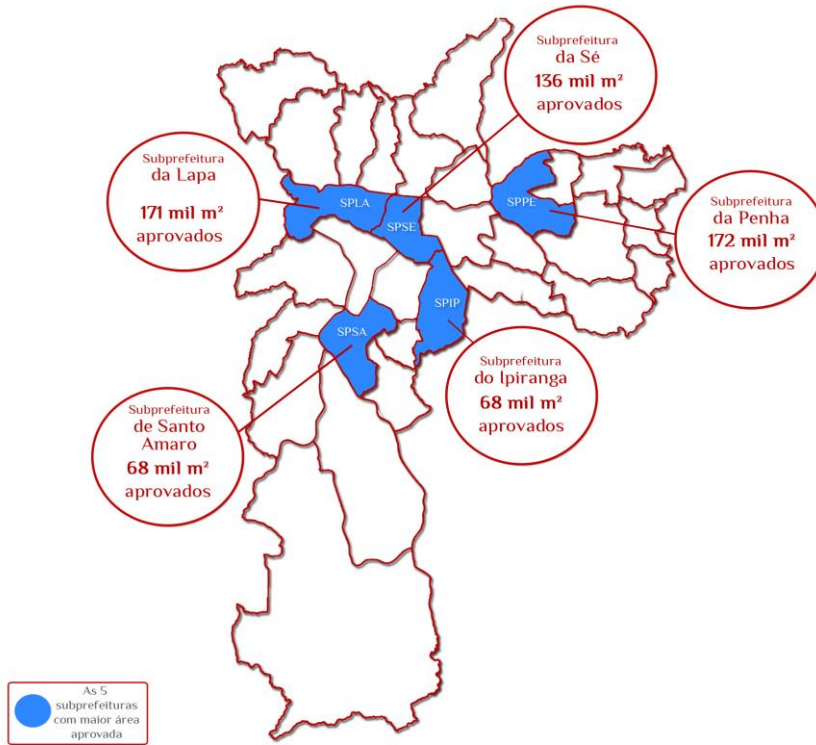 Subprefeitura
da Sé
136 mil m²
aprovados
Subprefeitura
da Lapa
171 mil m²
aprovados
SPLA
SPSE
SPPE
Subprefeitura
da Penha
172 mil m²
aprovados
SPIP
SPSA
Subprefeitura
do Ipiranga
68 mil m²
aprovados
Subprefeitura
de Santo
Amaro
68 mil m²
aprovados
As 5
subprefeituras
com maior área
aprovada